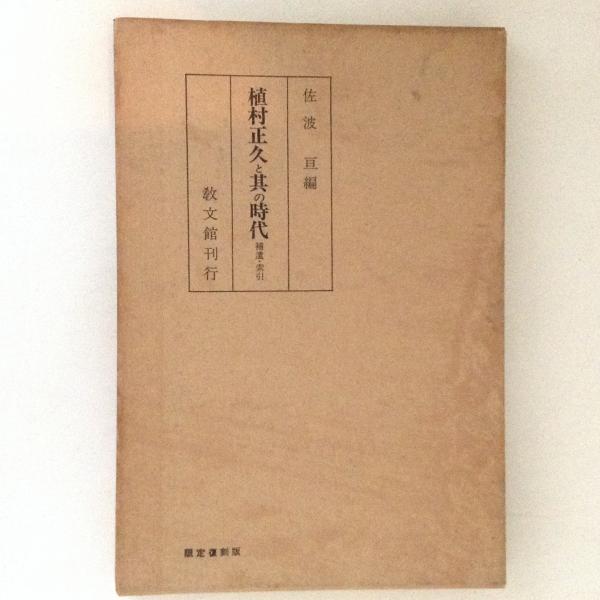 佐波亘編
植村正久と其の時代 補遺・索引
教文館刊行
限定復刻版